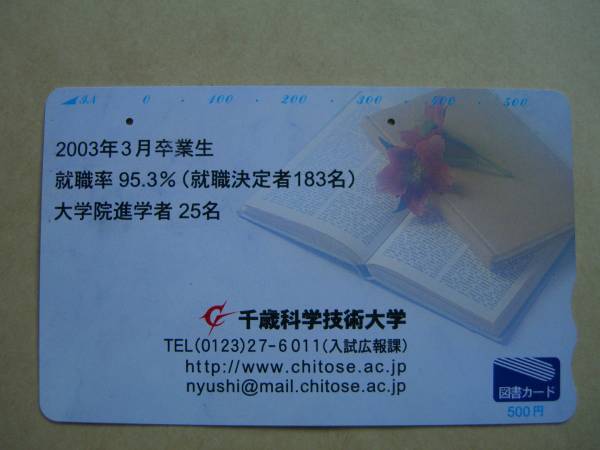 ◢IA 0 · 100 · 200 · 300 · 400 · 500
2003年3月卒業生
就職率 95.3%（就職決定者183名）
大学院進学者 25名
千歳科学技術大学
TEL(0123)27-6011(入試広報課)
http://www.chitose.ac.jp
nyushi@mail.chitose.ac.jp
図書カード
500円